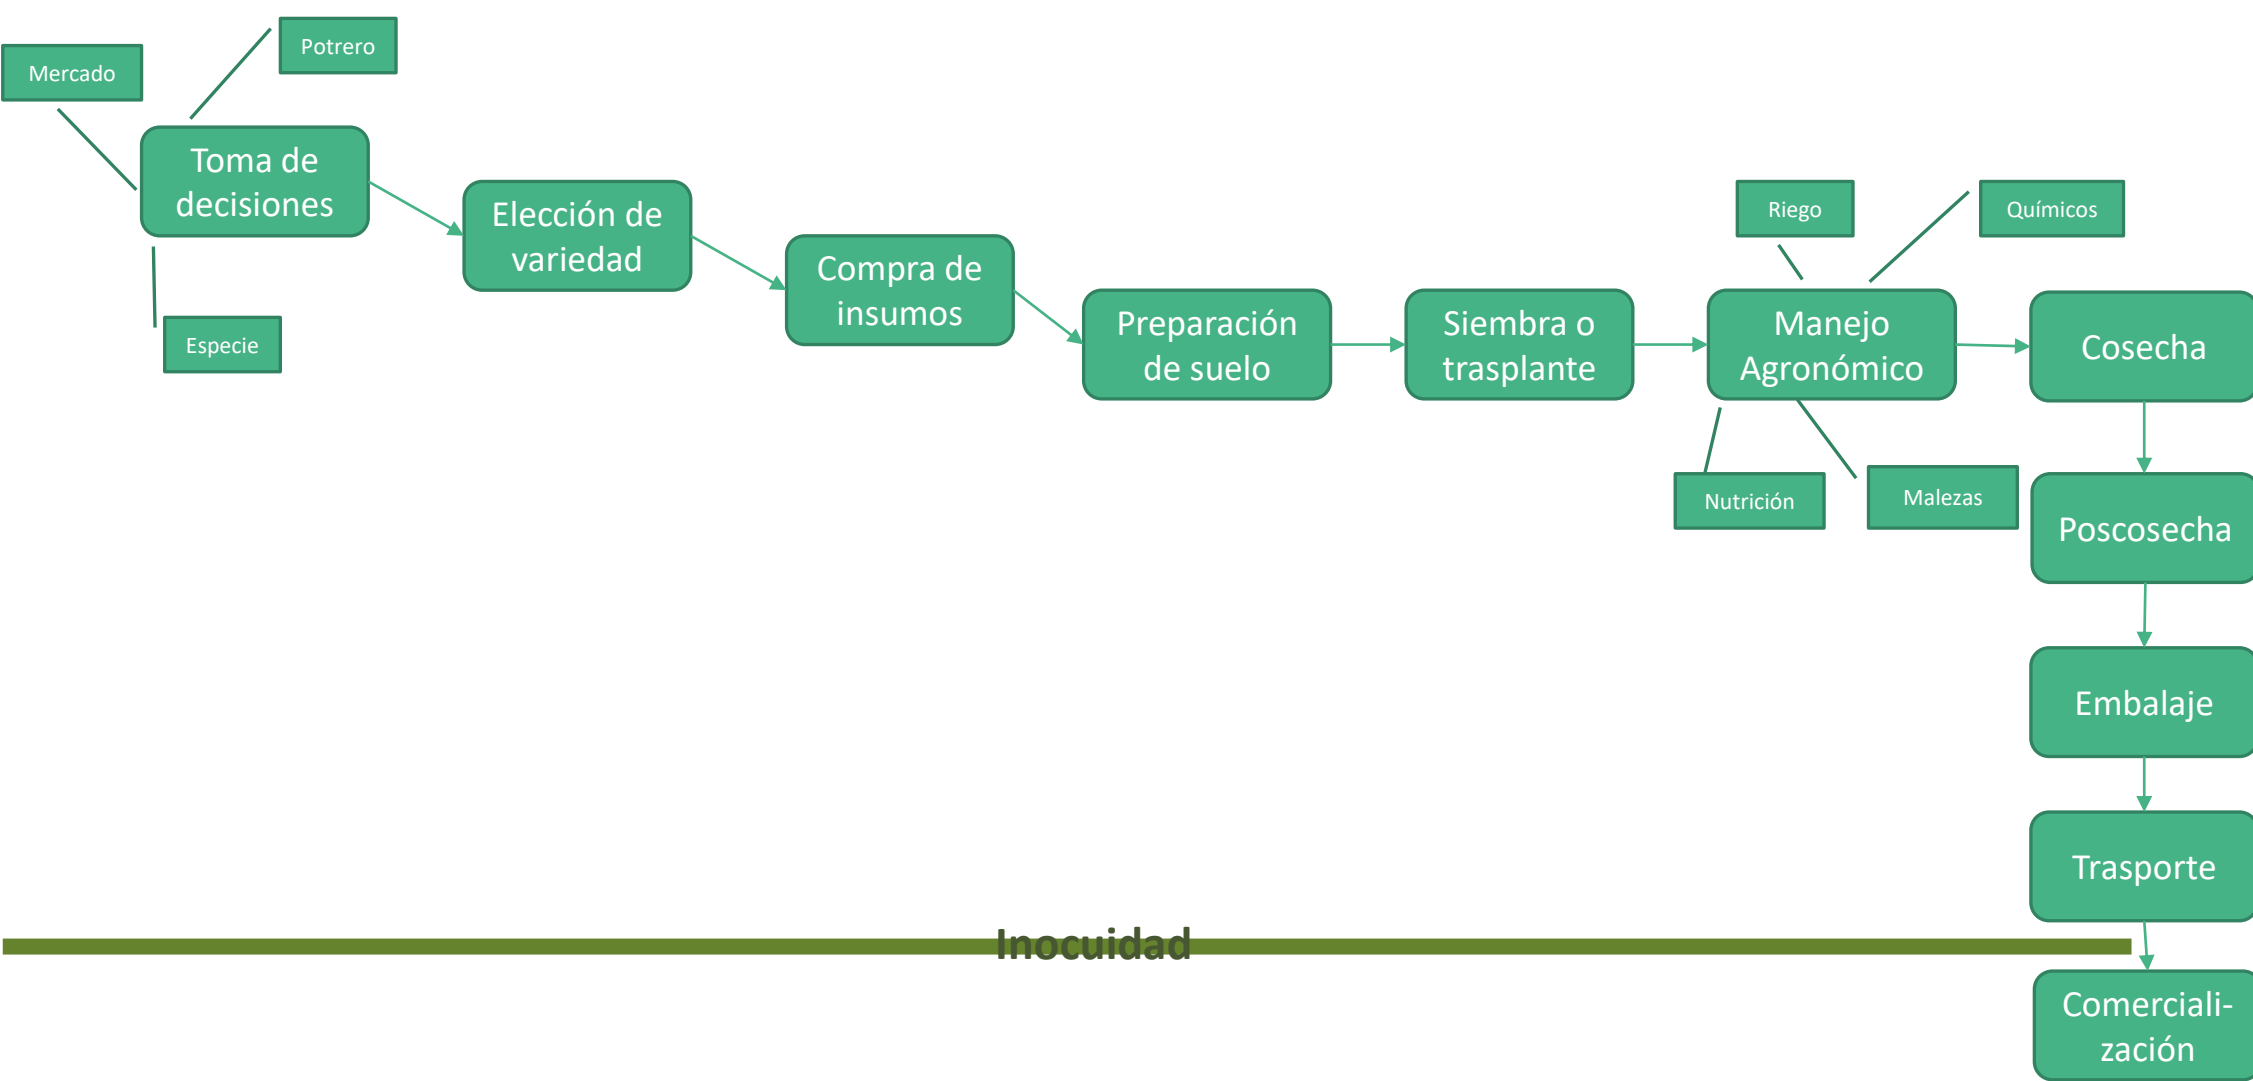 Potrero
Mercado
Toma de
decisiones
Especie
Elección de
variedad
Compra de
insumos
Preparación
de suelo
Siembra o
trasplante
Riego
Químicos
Manejo
Agronómico
Nutrición
Malezas
Cosecha
Poscosecha
Embalaje
Trasporte
Inocuidad
Comerciali-
zación